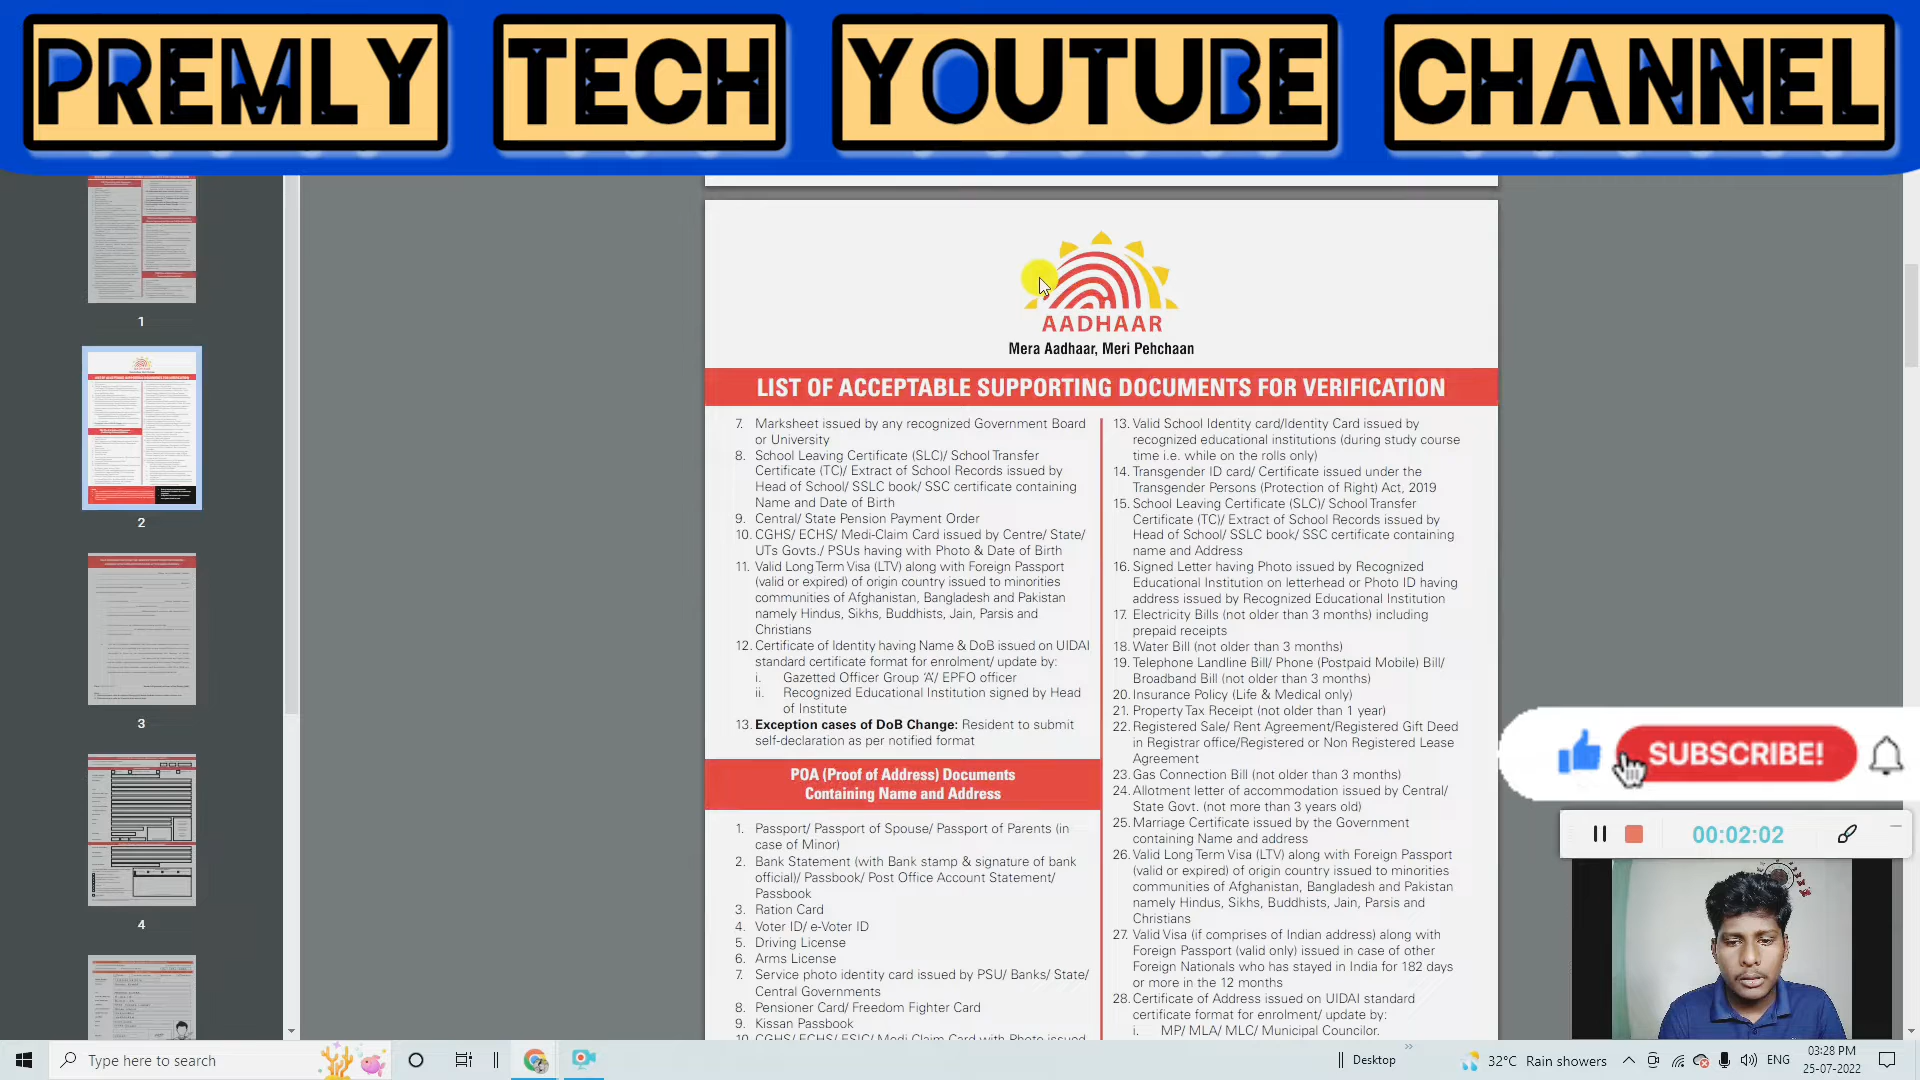 PREMLY TECH YOUTUBE CHANNEL
1
2
3
4
AADHAAR
Mera Aadhaar, Meri Pehchaan
LIST OF ACCEPTABLE SUPPORTING DOCUMENTS FOR VERIFICATION
7. Marksheet issued by any recognized Government Board
or University
8. School Leaving Certificate (SLC)/ School Transfer
Certificate (TC)/ Extract of School Records issued by
Head of School/ SSLC book/ SSC certificate containing
Name and Date of Birth
9. Central/ State Pension Payment Order
10. CGHS/ ECHS/ Medi-Claim Card issued by Centre/ State/
UTs Govts./ PSUs having with Photo & Date of Birth
11. Valid Long Term Visa (LTV) along with Foreign Passport
(valid or expired) of origin country issued to minorities
communities of Afghanistan, Bangladesh and Pakistan
namely Hindus, Sikhs, Buddhists, Jain, Parsis and
Christians
12. Certificate of Identity having Name & DoB issued on UIDAI
standard certificate format for enrolment/ update by:
i. Gazetted Officer Group 'A'/ EPFO officer
ii. Recognized Educational Institution signed by Head
of Institute
13. Exception cases of DoB Change: Resident to submit
self-declaration as per notified format
POA (Proof of Address) Documents
Containing Name and Address
1. Passport/ Passport of Spouse/ Passport of Parents (in
case of Minor)
2. Bank Statement (with Bank stamp & signature of bank
official)/ Passbook/ Post Office Account Statement/
Passbook
3. Ration Card
4. Voter ID/ e-Voter ID
5. Driving License
6. Arms License
7. Service photo identity card issued by PSU/ Banks/ State/
Central Governments
8. Pensioner Card/ Freedom Fighter Card
9. Kissan Passbook
10. CGHS/ ECHS/ ESIC/ Medi-Claim Card with Photo issued
13. Valid School Identity card/Identity Card issued by
recognized educational institutions (during study course
time i.e. while on the rolls only)
14. Transgender ID card/ Certificate issued under the
Transgender Persons (Protection of Right) Act, 2019
15. School Leaving Certificate (SLC)/ School Transfer
Certificate (TC)/ Extract of School Records issued by
Head of School/ SSLC book/ SSC certificate containing
name and Address
16. Signed Letter having Photo issued by Recognized
Educational Institution on letterhead or Photo ID having
address issued by Recognized Educational Institution
17. Electricity Bills (not older than 3 months) including
prepaid receipts
18. Water Bill (not older than 3 months)
19. Telephone Landline Bill/ Phone (Postpaid Mobile) Bill/
Broadband Bill (not older than 3 months)
20. Insurance Policy (Life & Medical only)
21. Property Tax Receipt (not older than 1 year)
22. Registered Sale/ Rent Agreement/Registered Gift Deed
in Registrar office/Registered or Non Registered Lease
Agreement
23. Gas Connection Bill (not older than 3 months)
24. Allotment letter of accommodation issued by Central/
State Govt. (not more than 3 years old)
25. Marriage Certificate issued by the Government
containing Name and address
26. Valid Long Term Visa (LTV) along with Foreign Passport
(valid or expired) of origin country issued to minorities
communities of Afghanistan, Bangladesh and Pakistan
namely Hindus, Sikhs, Buddhists, Jain, Parsis and
Christians
27. Valid Visa (if comprises of Indian address) along with
Foreign Passport (valid only) issued in case of other
Foreign Nationals who has stayed in India for 182 days
or more in the 12 months
28. Certificate of Address issued on UIDAI standard
certificate format for enrolment/ update by:
i. MP/ MLA/ MLC/ Municipal Councilor.
SUBSCRIBE!
00:02:02
Type here to search
Desktop
32°C Rain showers
ENG
03:28 PM
25-07-2022